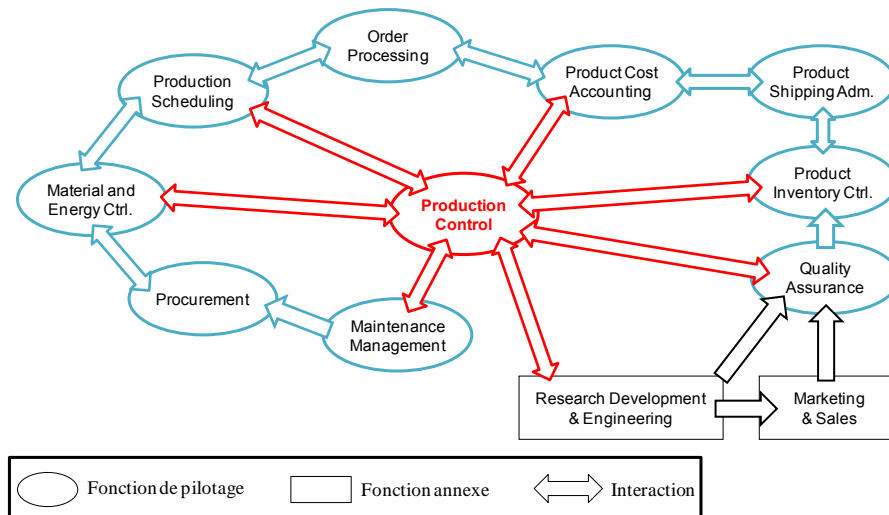 Order
Processing
Production
Scheduling
Product Cost
Accounting
Product
Shipping Adm.
Material and
Energy Ctrl.
Production
Control
Product
Inventory Ctrl.
Quality
Assurance
Procurement
Maintenance
Management
Research Development
& Engineering
Marketing
& Sales
Fonction de pilotage
Fonction annexe
Interaction